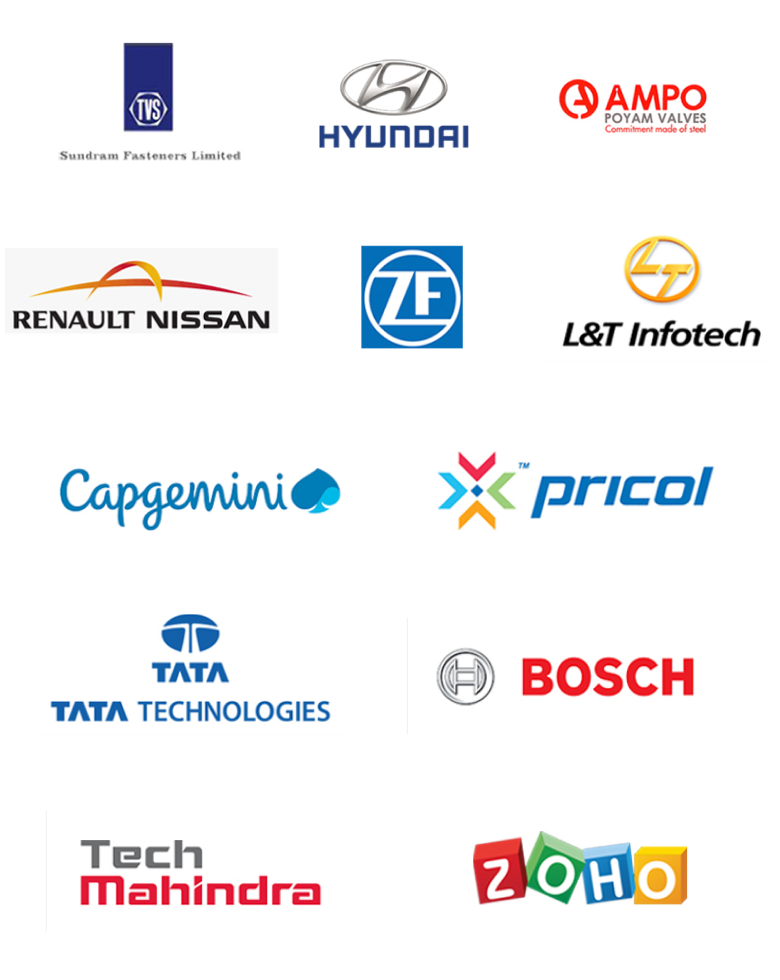 TVS
Sundram Fasteners Limited
HYUNDAI
AMPO
POYAM VALVES
Commitment made of steel
RENAULT NISSAN
ZF
LT
L&T Infotech
Capgemini
TM
pricol
TATA
TATA TECHNOLOGIES
BOSCH
Tech
Mahindra
ZOHO